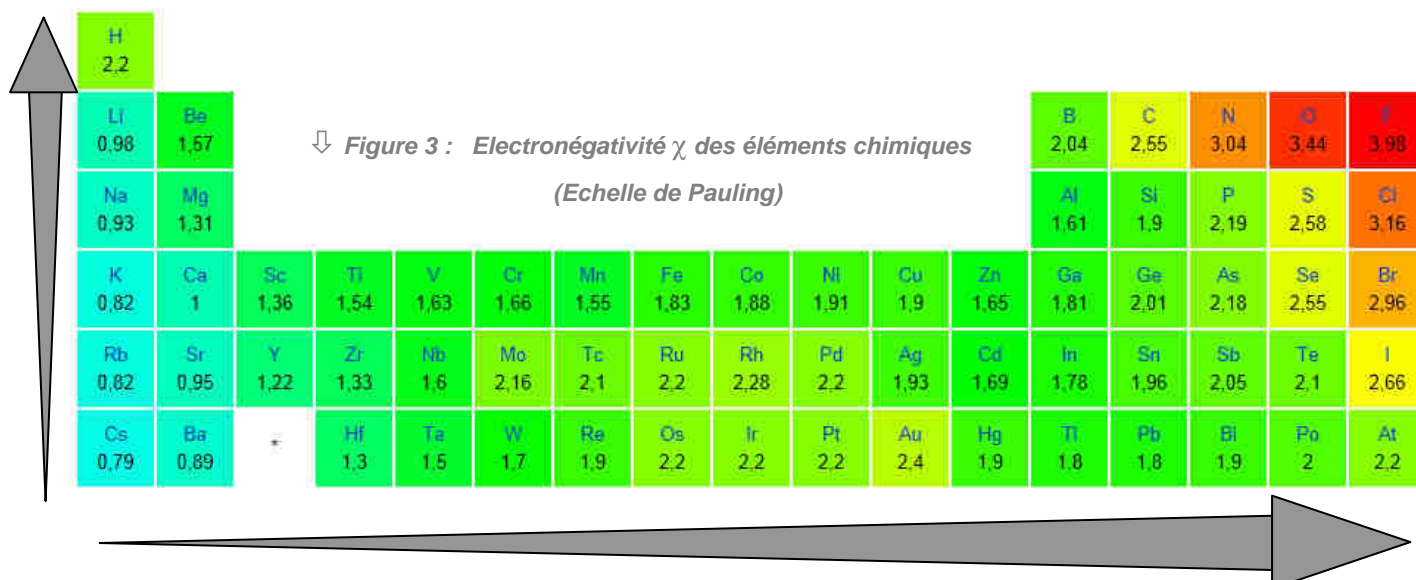 H
2,2
Li Be B C N O F
0,98 1,57 2,04 2,55 3,04 3,44 3,98
⇩ Figure 3 : Electronégativité χ des éléments chimiques
(Echelle de Pauling)
Na Mg Al Si P S Cl
0,93 1,31 1,61 1,9 2,19 2,58 3,16
K Ca Sc Ti V Cr Mn Fe Co Ni Cu Zn Ga Ge As Se Br
0,82 1 1,36 1,54 1,63 1,66 1,55 1,83 1,88 1,91 1,9 1,65 1,81 2,01 2,18 2,55 2,96
Rb Sr Y Zr Nb Mo Tc Ru Rh Pd Ag Cd In Sn Sb Te I
0,82 0,95 1,22 1,33 1,6 2,16 2,1 2,2 2,28 2,2 1,93 1,69 1,78 1,96 2,05 2,1 2,66
Cs Ba * Hf Ta W Re Os Ir Pt Au Hg Tl Pb Bi Po At
0,79 0,89 1,3 1,5 1,7 1,9 2,2 2,2 2,2 2,4 1,9 1,8 1,8 1,9 2 2,2